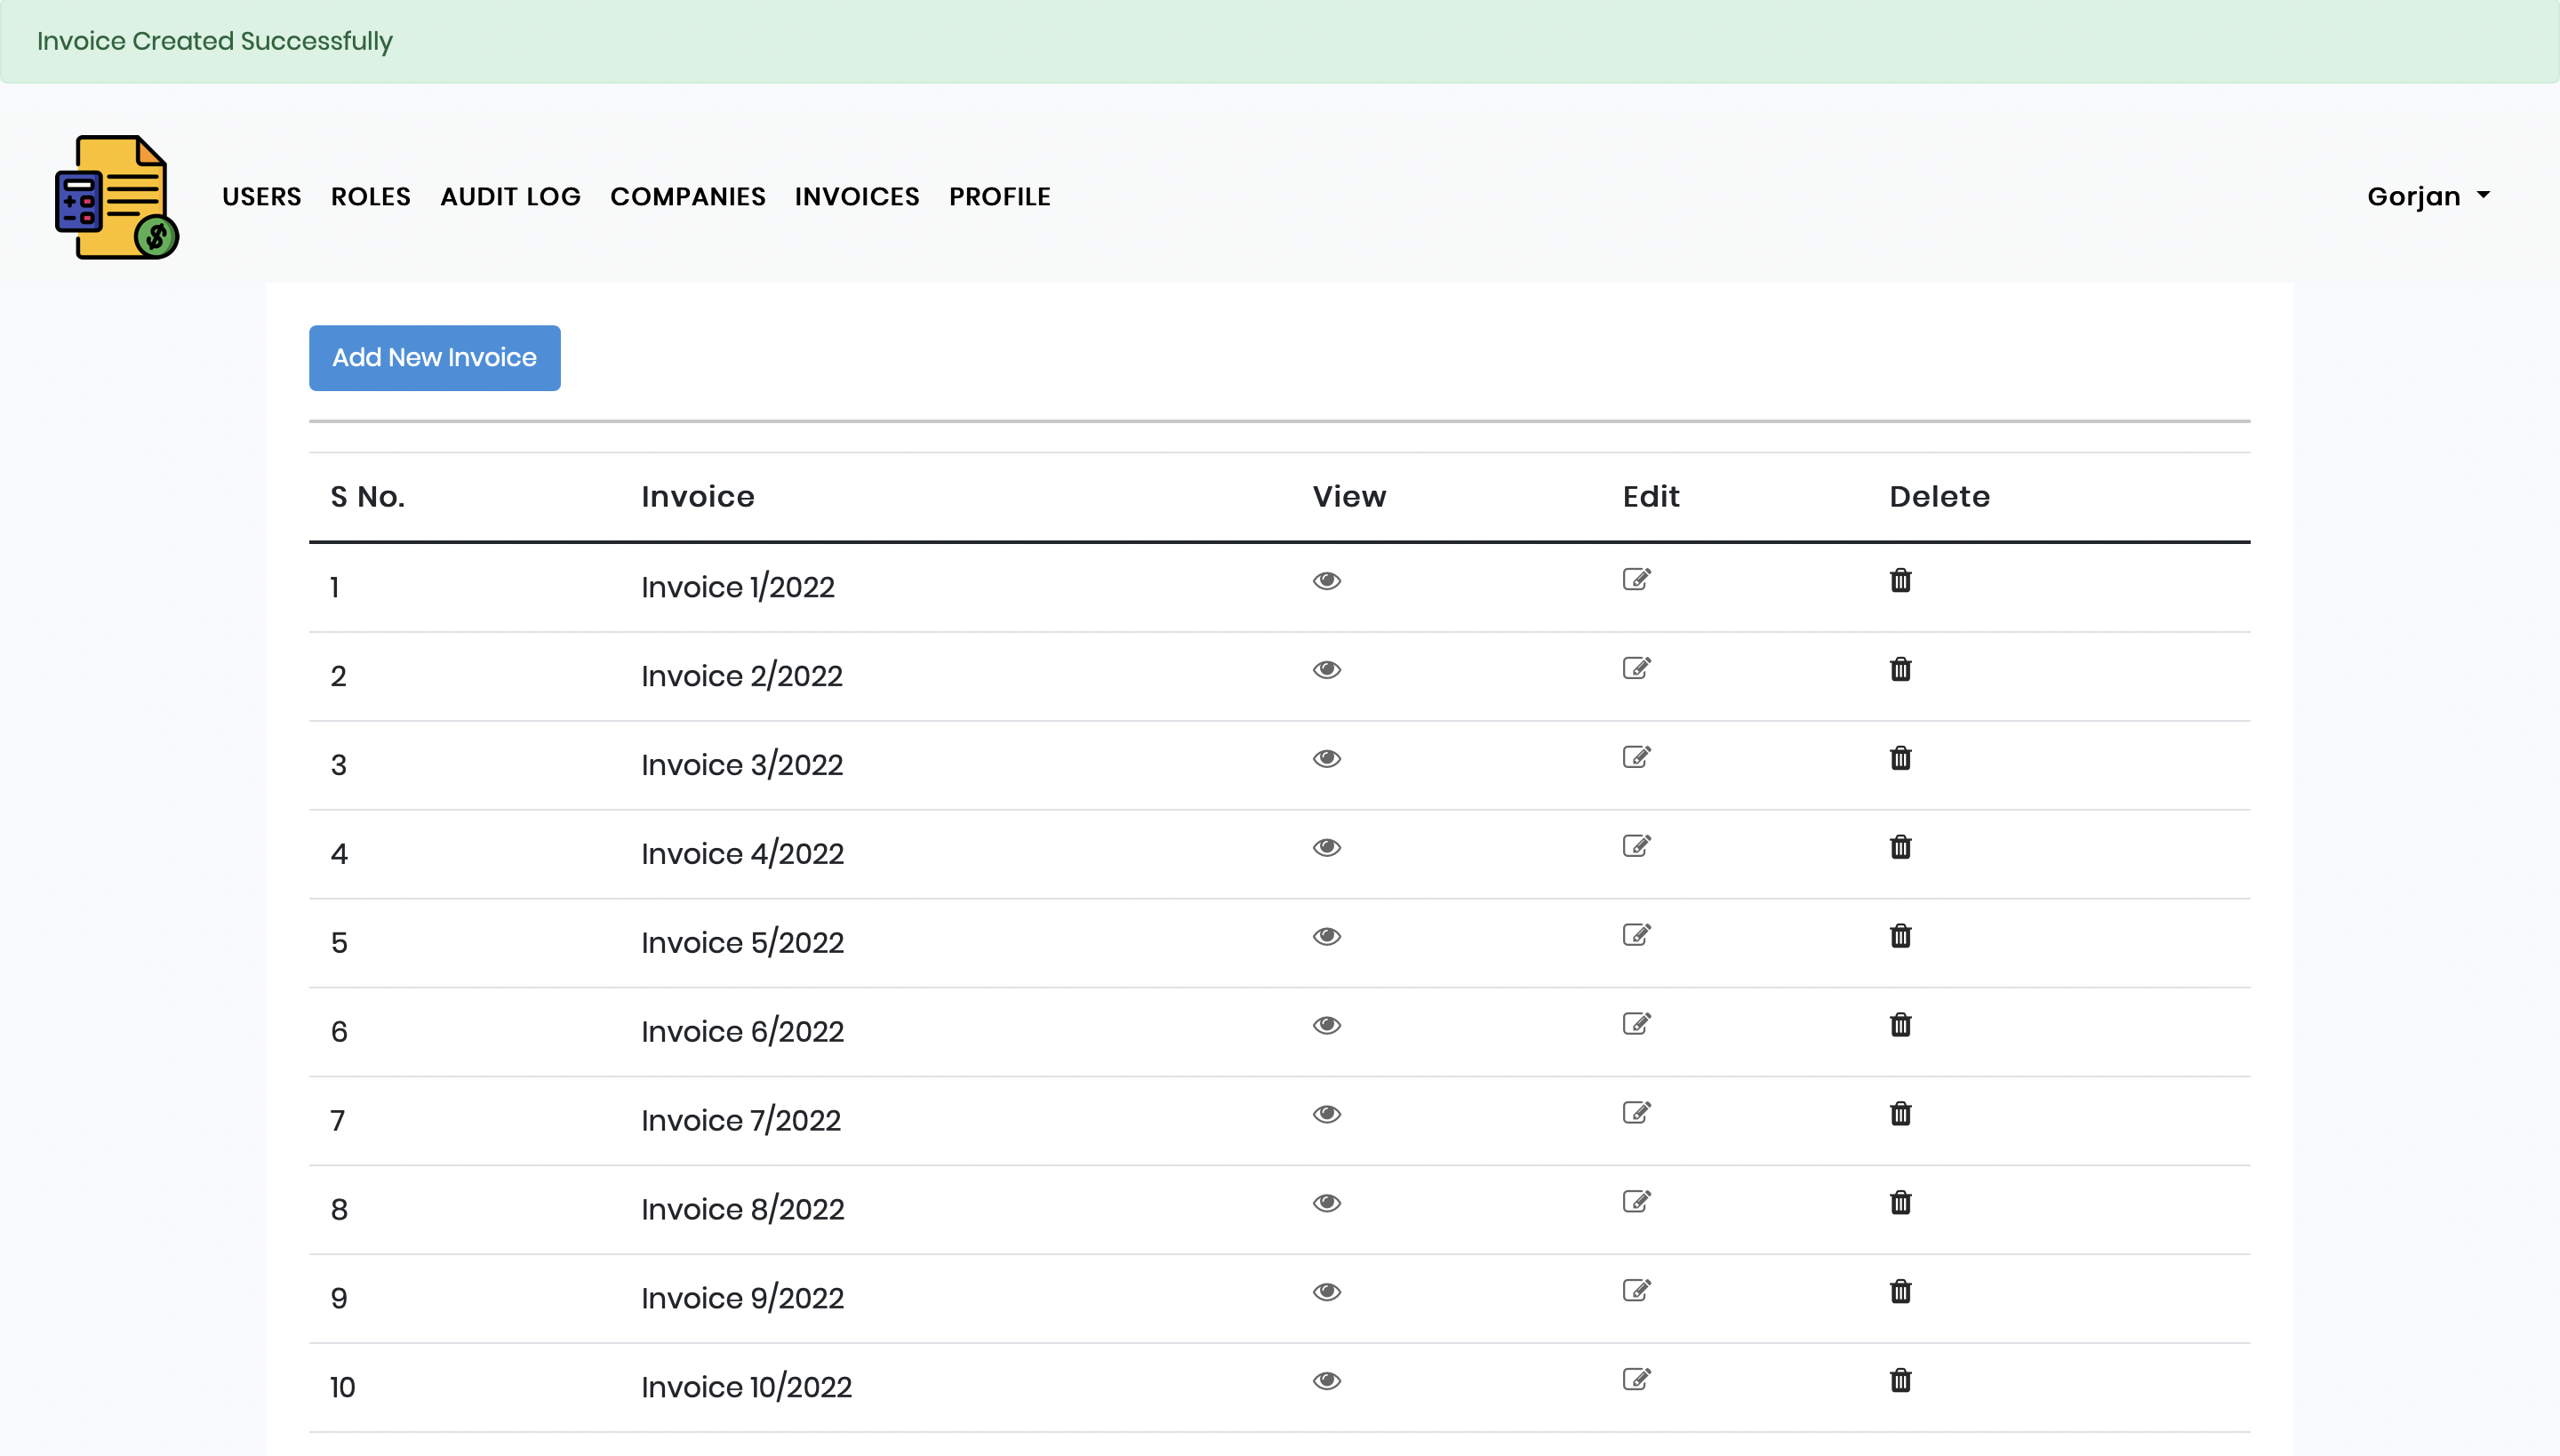 Invoice Created Successfully
USERS ROLES AUDIT LOG COMPANIES INVOICES PROFILE Gorjan
Add New Invoice
S No. Invoice View Edit Delete
1 Invoice 1/2022
2 Invoice 2/2022
3 Invoice 3/2022
4 Invoice 4/2022
5 Invoice 5/2022
6 Invoice 6/2022
7 Invoice 7/2022
8 Invoice 8/2022
9 Invoice 9/2022
10 Invoice 10/2022